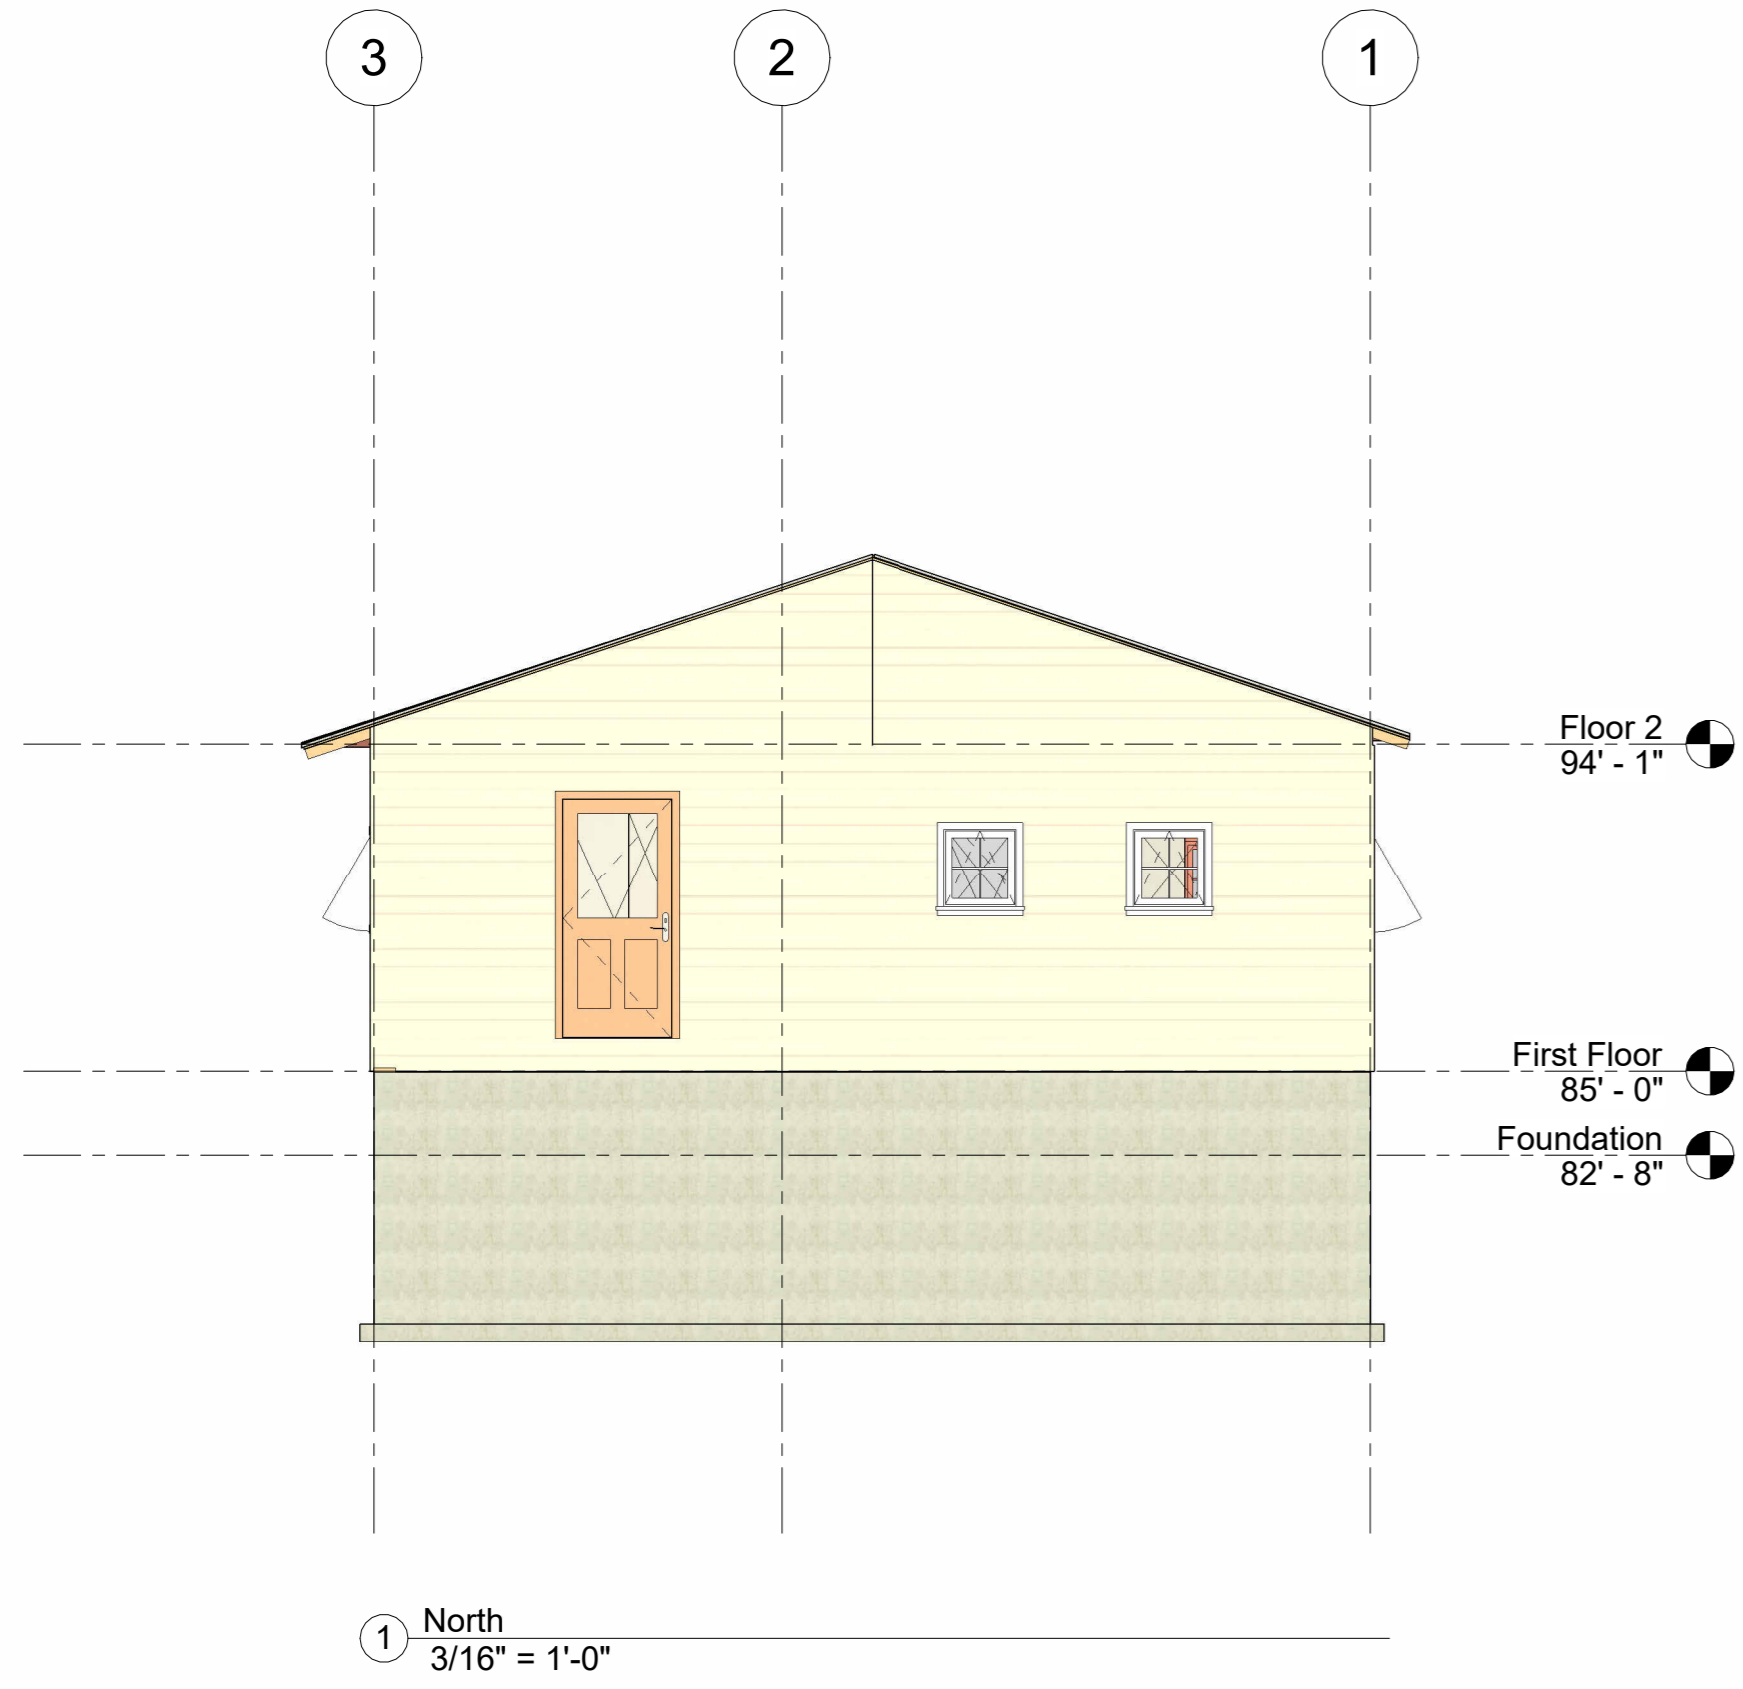 3 2 1
Floor 2
94' - 1"
First Floor
85' - 0"
Foundation
82' - 8"
1 North
3/16" = 1'-0"